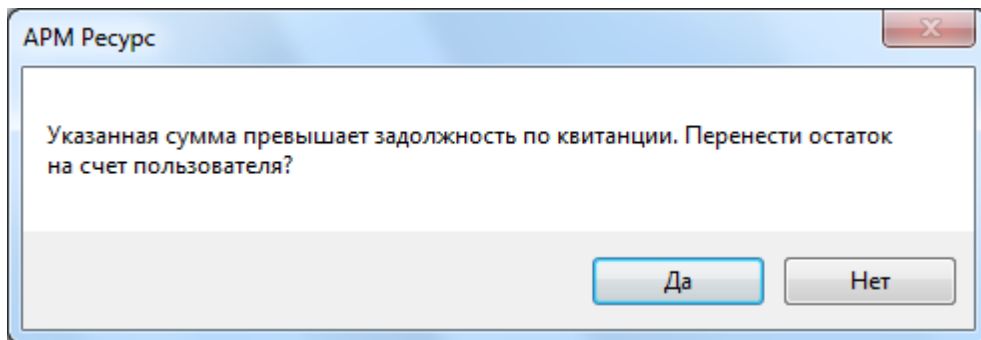 АРМ Ресурс
Указанная сумма превышает задолжность по квитанции. Перенести остаток
на счет пользователя?
Да
Нет